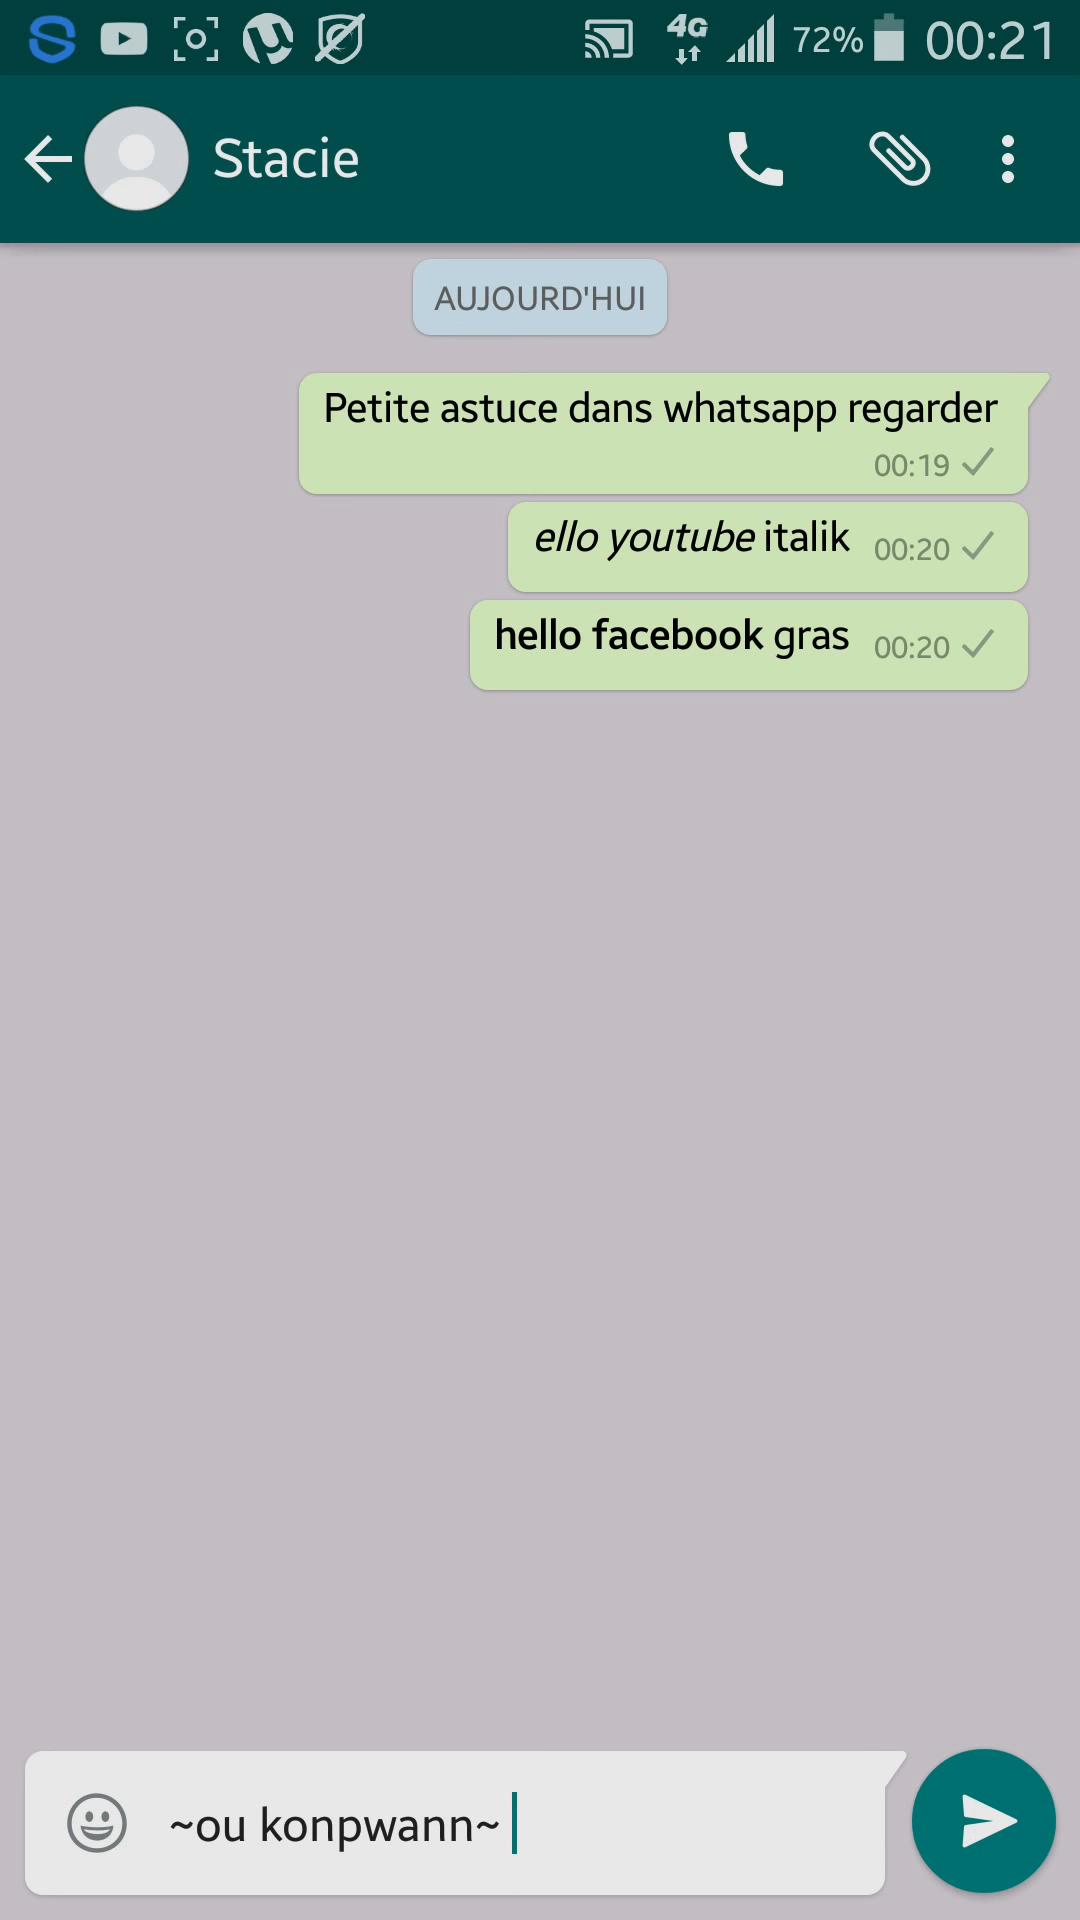 72% 00:21
Stacie
AUJOURD'HUI
Petite astuce dans whatsapp regarder
00:19
ello youtube italik 00:20
hello facebook gras 00:20
~ou konpwann~